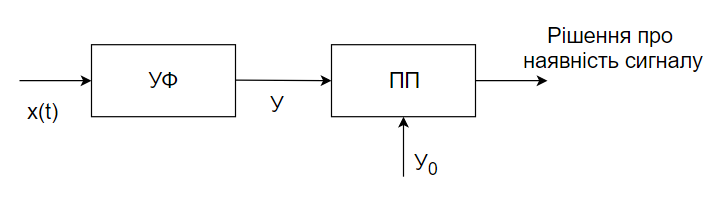 Рішення про
наявність сигналу
УФ
ПП
x(t)
У
У₀